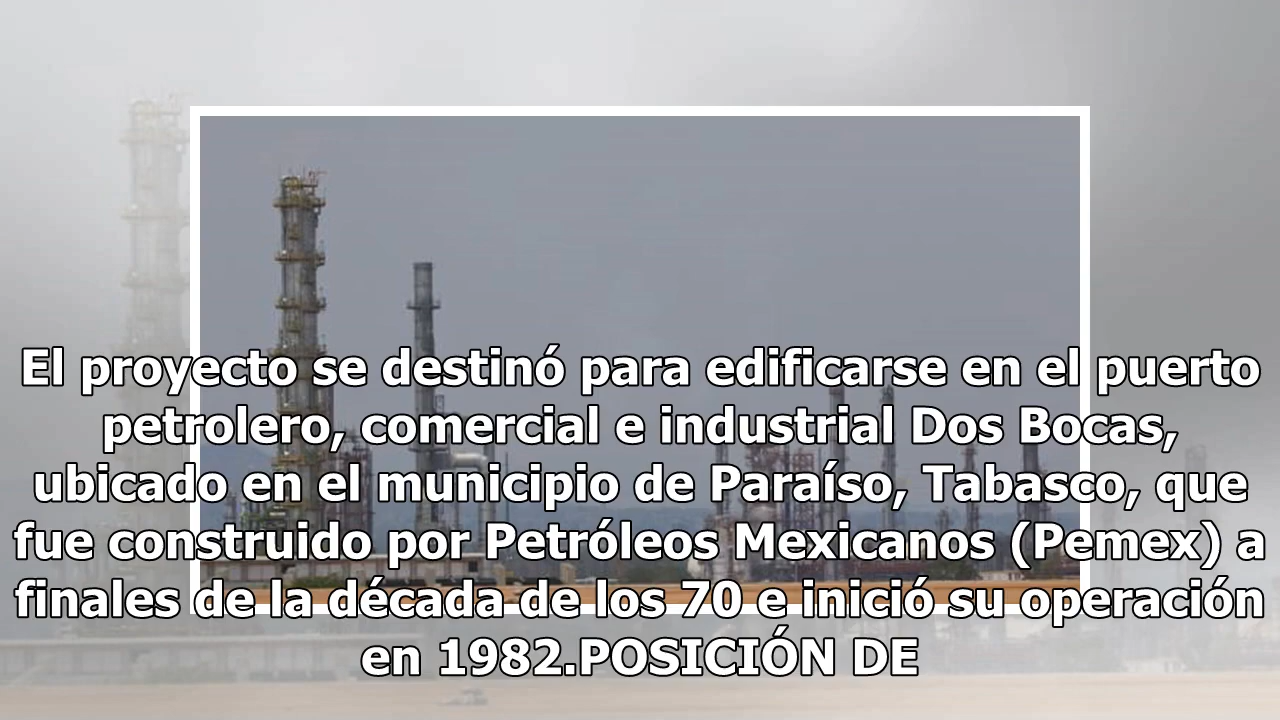 El proyecto se destinó para edificarse en el puerto
petrolero, comercial e industrial Dos Bocas,
ubicado en el municipio de Paraíso, Tabasco, que
fue construido por Petróleos Mexicanos (Pemex) a
finales de la década de los 70 e inició su operación
en 1982.POSICIÓN DE